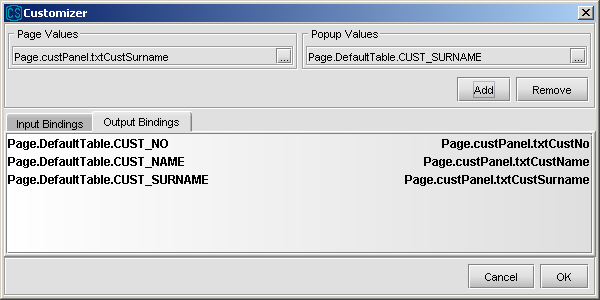 CS Customizer
Page Values Popup Values
Page.custPanel.txtCustSurname ... Page.DefaultTable.CUST_SURNAME ...
Add Remove
Input Bindings Output Bindings
Page.DefaultTable.CUST_NO Page.custPanel.txtCustNo
Page.DefaultTable.CUST_NAME Page.custPanel.txtCustName
Page.DefaultTable.CUST_SURNAME Page.custPanel.txtCustSurname
Cancel OK